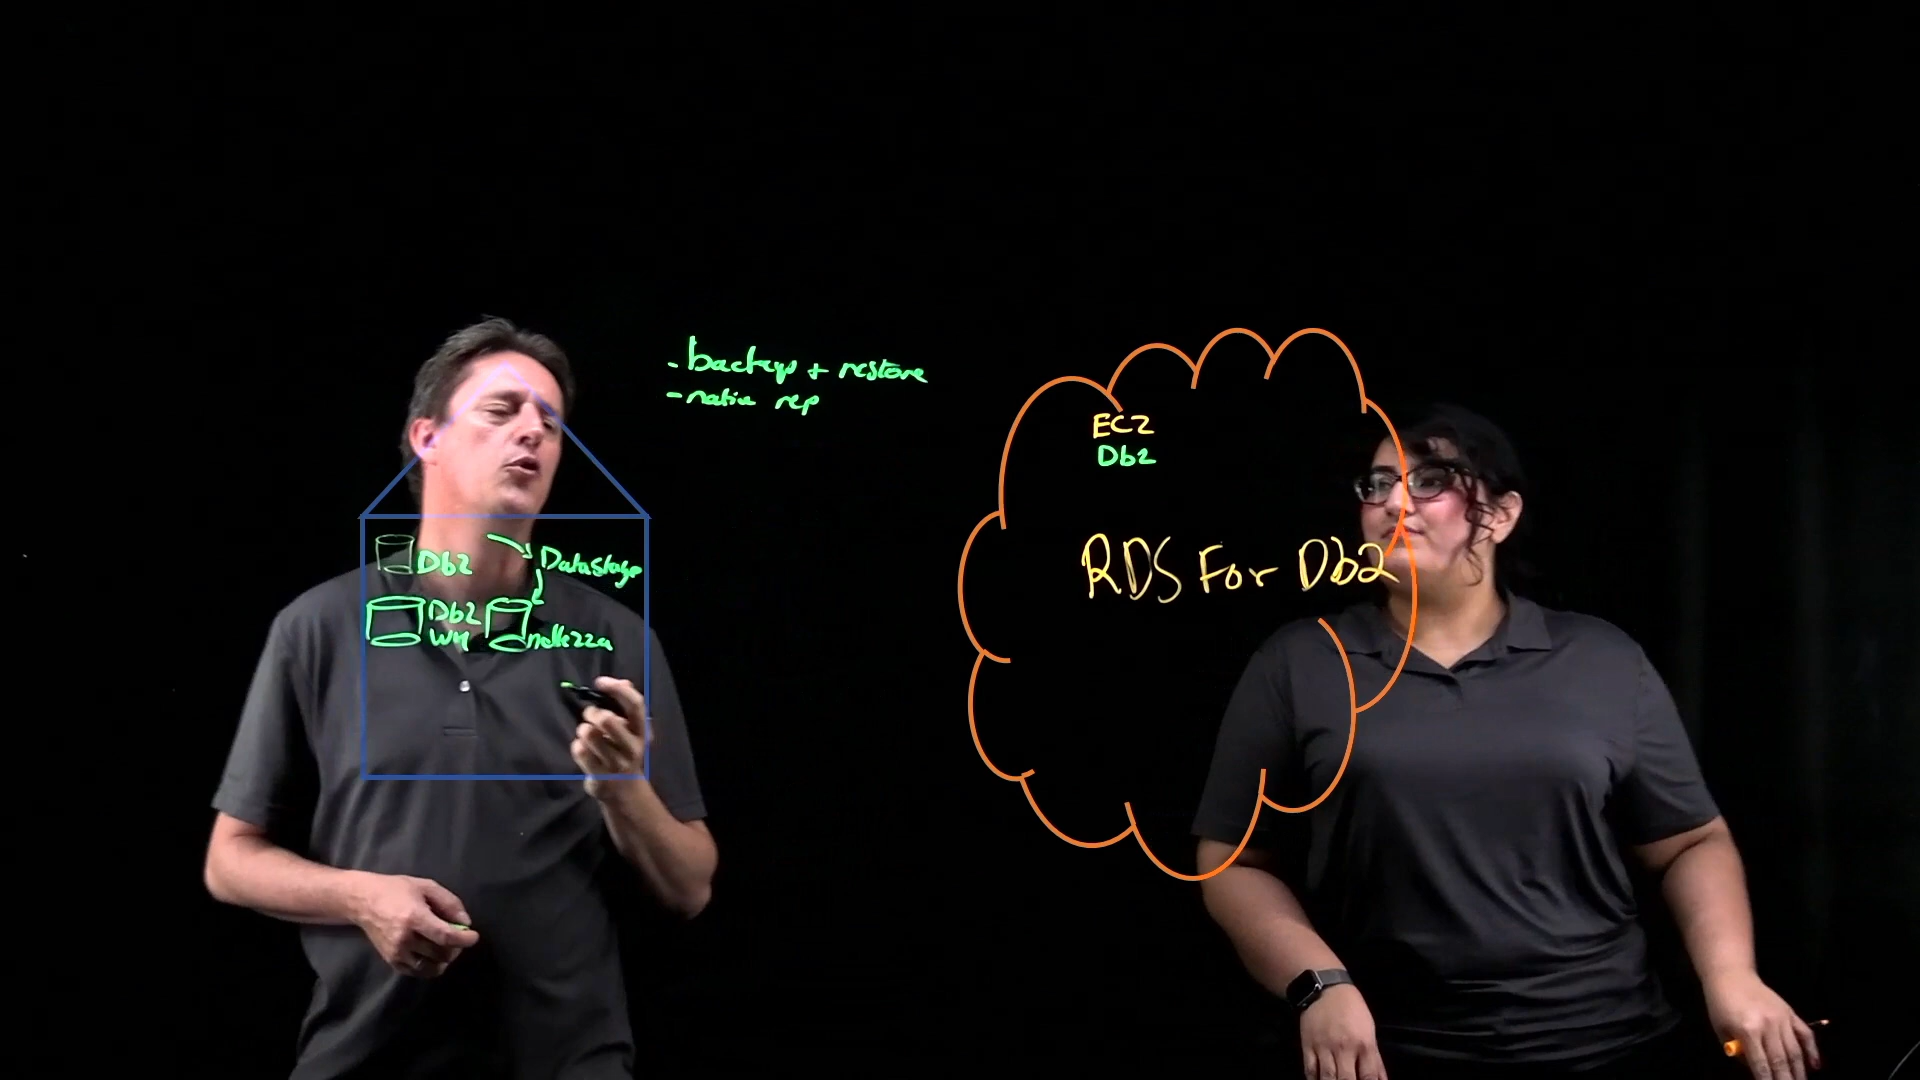 - backup + restore
- native rep
EC2
Db2
RDS For Db2
Db2
Datastage
Db2
WH
netezza